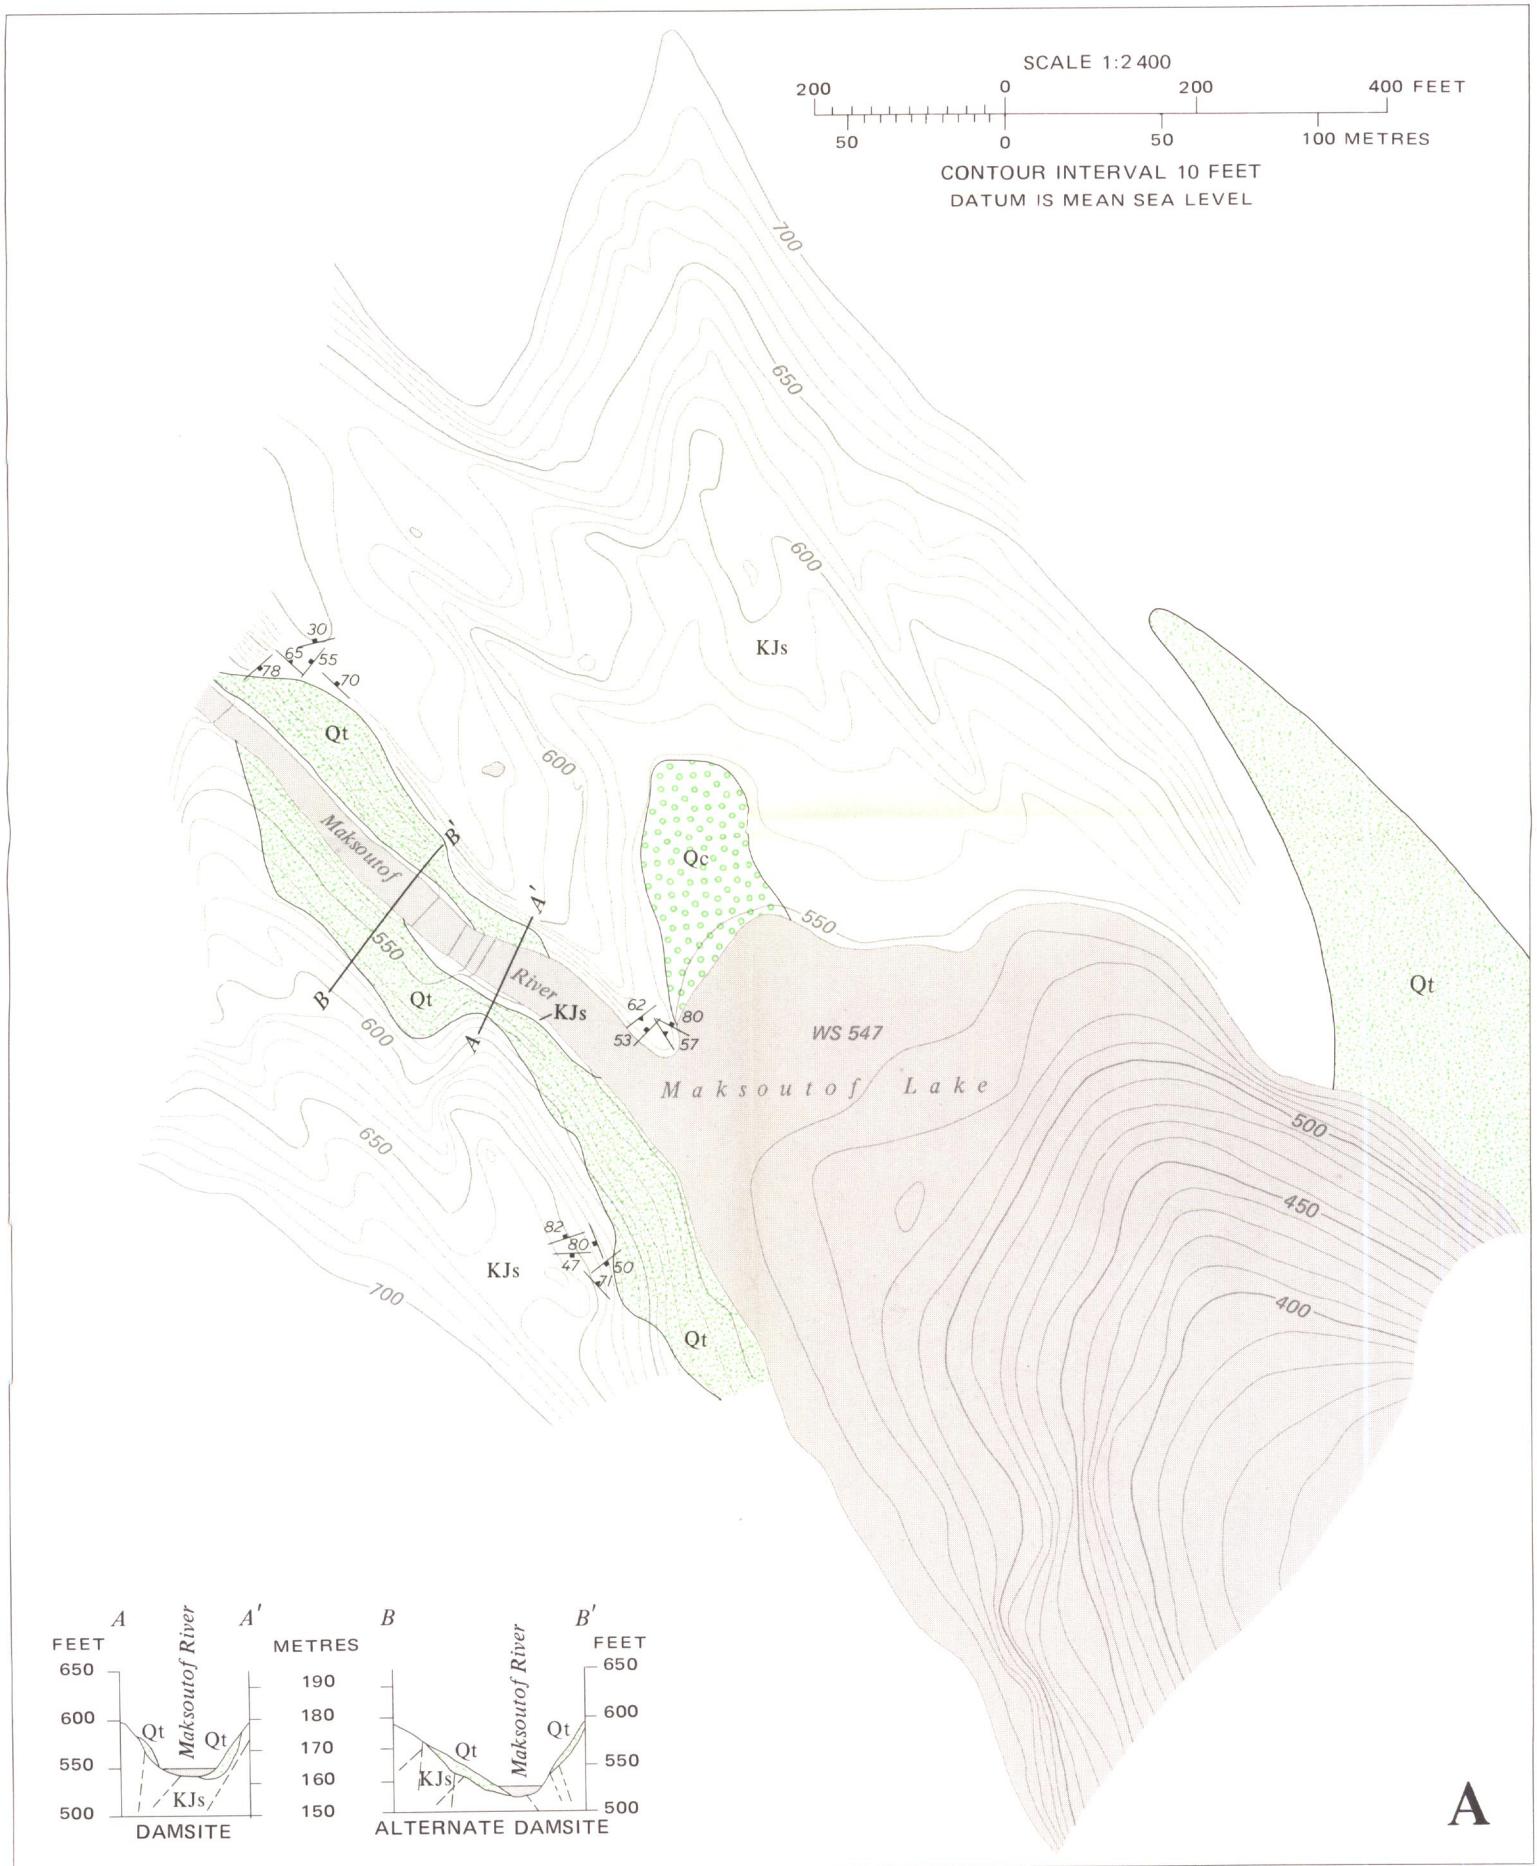 SCALE 1:2 400
200 0 200 400 FEET
50 0 50 100 METRES
CONTOUR INTERVAL 10 FEET
DATUM IS MEAN SEA LEVEL
700
650
600
KJs
30
65 55
78 70
Qt
600
Maksoutof
B'
Qc
A'
550
550
River
Qt
B
KJs
62 80
53 57
600
A
WS 547
Qt
Maksoutof Lake
500
650
450
82
80
47 50
71
KJs
400
700
Qt
A Maksoutof River A'
FEET METRES
650 190
600 180
550 170
160
500 150
Qt Qt
KJs
DAMSITE
B Maksoutof River B'
FEET
650
600
550
500
Qt Qt
KJs
ALTERNATE DAMSITE
A